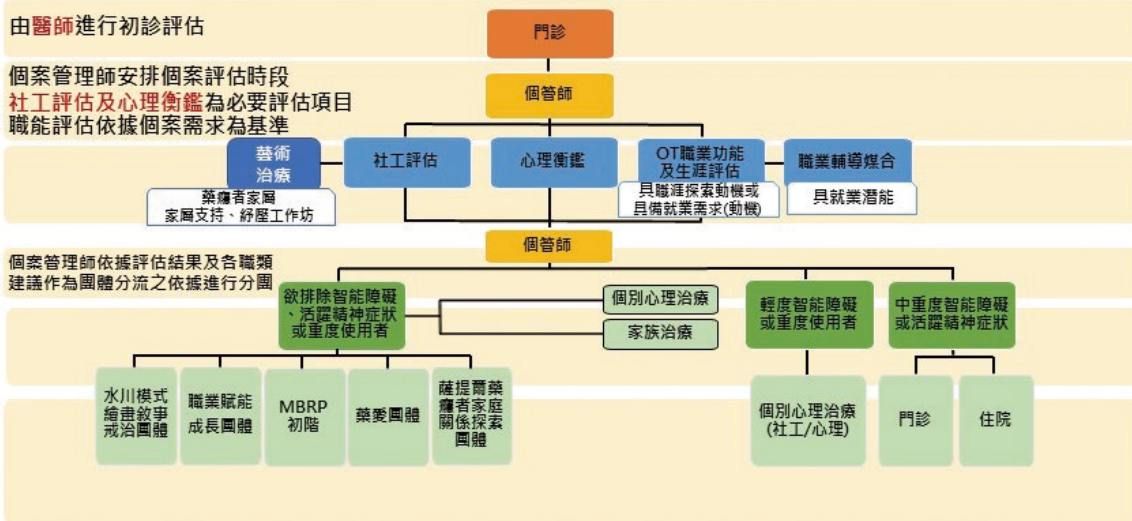 由醫師進行初診評估
門診
個案管理師安排個案評估時段
社工評估及心理衡鑑為必要評估項目
職能評估依據個案需求為基準
個管師
藝術
治療
社工評估
心理衡鑑
OT職業功能
及生涯評估
職業輔導媒合
藥癮者家屬
家屬支持、紓壓工作坊
具職涯探索動機或
具備就業需求(動機)
具就業潛能
個管師
個案管理師依據評估結果及各職類
建議作為團體分流之依據進行分團
欲排除智能障礙
、活躍精神症狀
或重度使用者
個別心理治療
家族治療
輕度智能障礙
或重度使用者
中重度智能障礙
或活躍精神症狀
水川模式
繪畫敘事
戒治團體
職業賦能
成長團體
MBRP
初階
藥愛團體
薩提爾藥
癮者家庭
關係探索
團體
個別心理治療
(社工/心理)
門診
住院